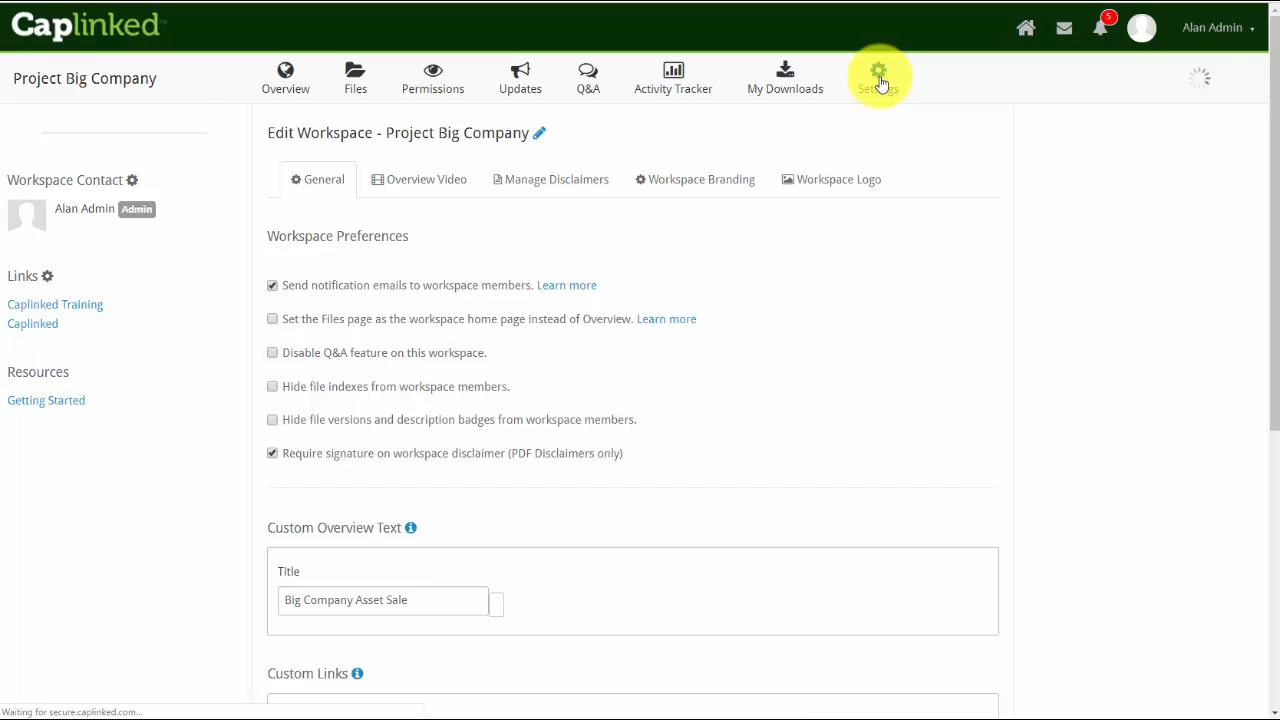 Caplinked
5
Alan Admin
Project Big Company
Overview
Files
Permissions
Updates
Q&A
Activity Tracker
My Downloads
Settings
Edit Workspace - Project Big Company
General
Overview Video
Manage Disclaimers
Workspace Branding
Workspace Logo
Workspace Contact
Alan Admin Admin
Links
Caplinked Training
Caplinked
Resources
Getting Started
Workspace Preferences
Send notification emails to workspace members. Learn more
Set the Files page as the workspace home page instead of Overview. Learn more
Disable Q&A feature on this workspace.
Hide file indexes from workspace members.
Hide file versions and description badges from workspace members.
Require signature on workspace disclaimer (PDF Disclaimers only)
Custom Overview Text
Title
Big Company Asset Sale
Custom Links
Waiting for secure.caplinked.com...